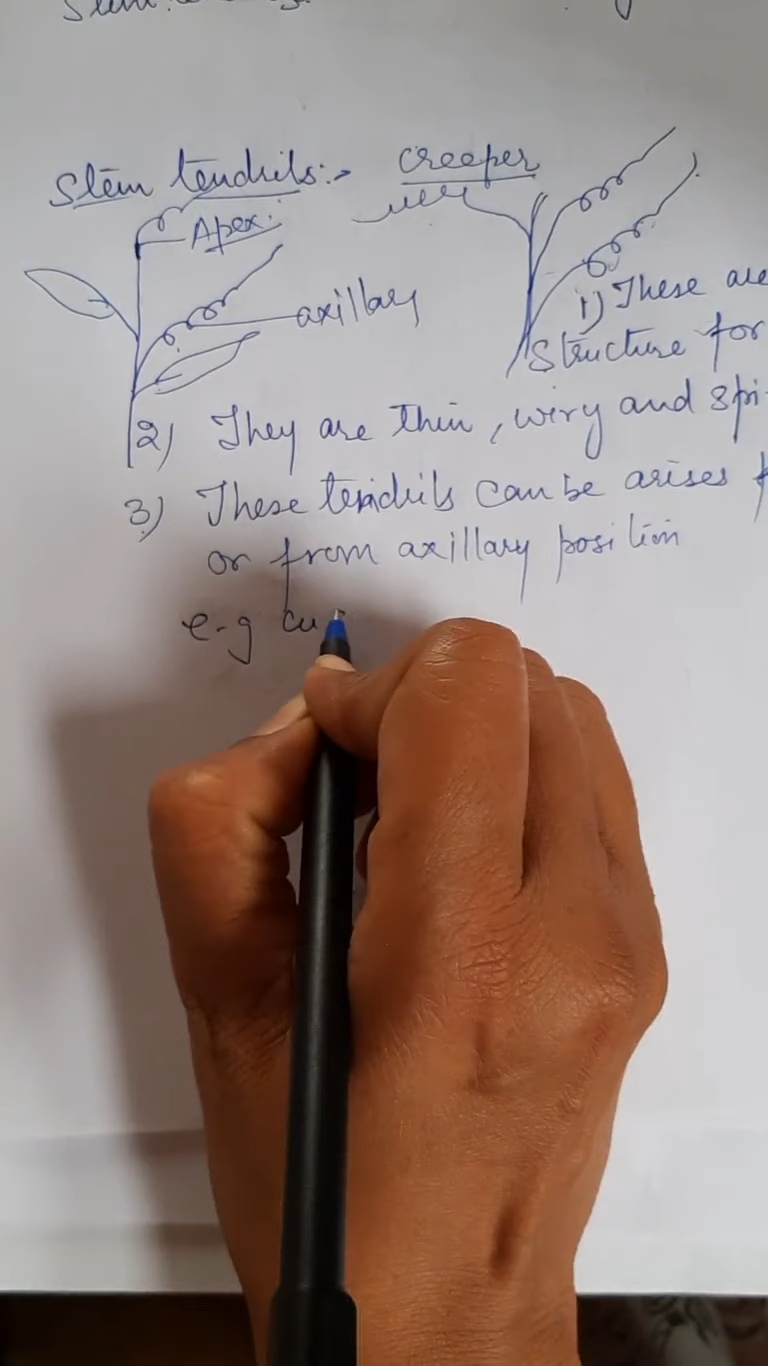 Stem tendrils:-
creeper
Apex.
axillary
1) These are
structure for
2) They are thin, wiry and spi-
3) These tendrils can be arises f
or from axillary position
e-g cu